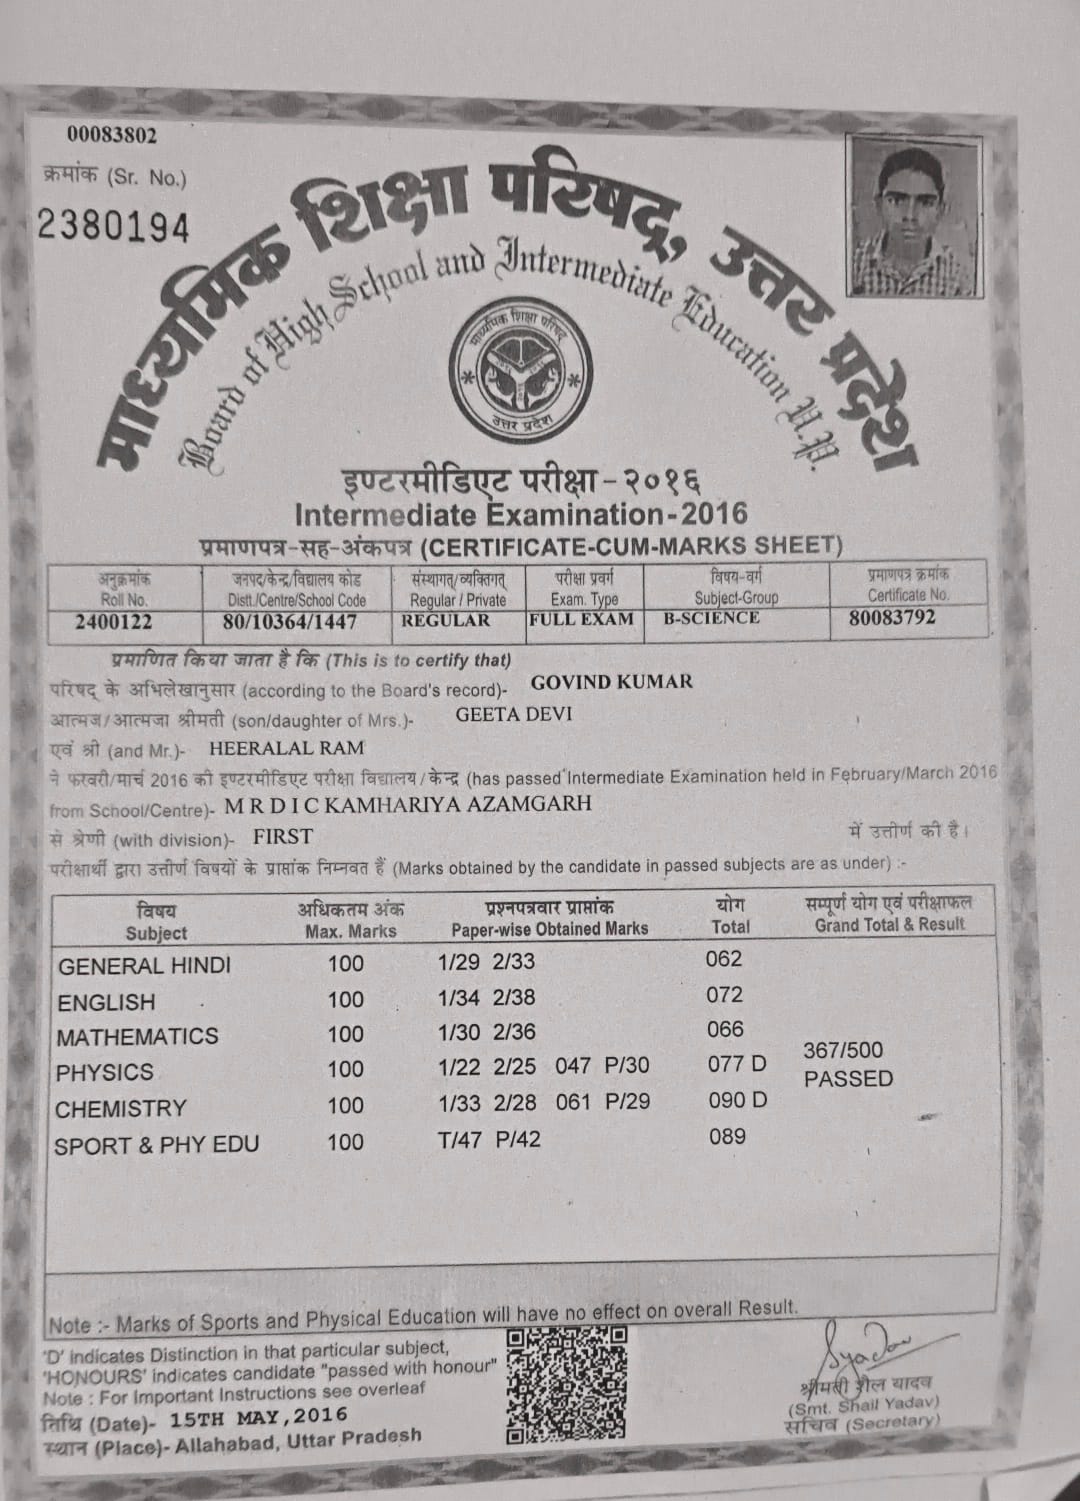 00083802
क्रमांक (Sr. No.)
2380194
माध्यमिक शिक्षा परिषद्, उत्तर प्रदेश
Board of High School and Intermediate Education U.P.
माध्यमिक शिक्षा परिषद्
उत्तर प्रदेश
इण्टरमीडिएट परीक्षा-२०१६
Intermediate Examination-2016
प्रमाणपत्र-सह-अंकपत्र (CERTIFICATE-CUM-MARKS SHEET)
अनुक्रमांक जनपद/केन्द्र/विद्यालय कोड संस्थागत्/व्यक्तिगत् परीक्षा प्रवर्ग विषय-वर्ग प्रमाणपत्र क्रमांक
Roll No. Distt./Centre/School Code Regular / Private Exam. Type Subject-Group Certificate No.
2400122 80/10364/1447 REGULAR FULL EXAM B-SCIENCE 80083792
प्रमाणित किया जाता है कि (This is to certify that)
परिषद् के अभिलेखानुसार (according to the Board's record)- GOVIND KUMAR
आत्मज/आत्मजा श्रीमती (son/daughter of Mrs.)- GEETA DEVI
एवं श्री (and Mr.)- HEERALAL RAM
ने फरवरी/मार्च 2016 की इण्टरमीडिएट परीक्षा विद्यालय/केन्द्र (has passed Intermediate Examination held in February/March 2016
from School/Centre)- M R D I C KAMHARIYA AZAMGARH
से श्रेणी (with division)- FIRST में उत्तीर्ण की है।
परीक्षार्थी द्वारा उत्तीर्ण विषयों के प्राप्तांक निम्नवत हैं (Marks obtained by the candidate in passed subjects are as under) :-
विषय अधिकतम अंक प्रश्नपत्रवार प्राप्तांक योग सम्पूर्ण योग एवं परीक्षाफल
Subject Max. Marks Paper-wise Obtained Marks Total Grand Total & Result
GENERAL HINDI 100 1/29 2/33 062
ENGLISH 100 1/34 2/38 072
MATHEMATICS 100 1/30 2/36 066
367/500
PHYSICS 100 1/22 2/25 047 P/30 077 D
PASSED
CHEMISTRY 100 1/33 2/28 061 P/29 090 D
SPORT & PHY EDU 100 T/47 P/42 089
Note :- Marks of Sports and Physical Education will have no effect on overall Result.
'D' indicates Distinction in that particular subject,
'HONOURS' indicates candidate "passed with honour"
Note : For Important Instructions see overleaf
तिथि (Date)- 15TH MAY,2016
स्थान (Place)- Allahabad, Uttar Pradesh
SYadav
श्रीमती शैल यादव
(Smt. Shail Yadav)
सचिव (Secretary)